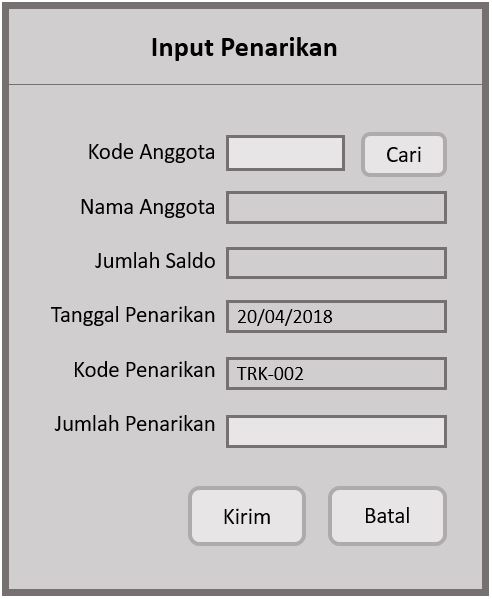 Input Penarikan
Kode Anggota Cari
Nama Anggota
Jumlah Saldo
Tanggal Penarikan 20/04/2018
Kode Penarikan TRK-002
Jumlah Penarikan
Kirim Batal